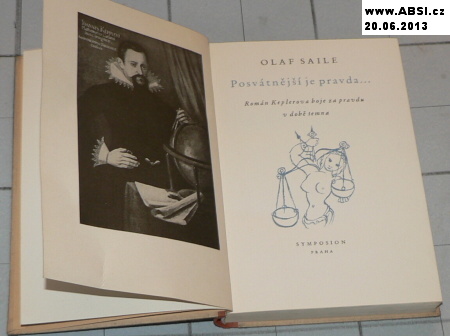 www.ABSI.cz
20.06.2013
OLAF SAILE
Posvátnější je pravda...
Román Keplerova boje za pravdu
v době temna
SYMPOSION
PRAHA